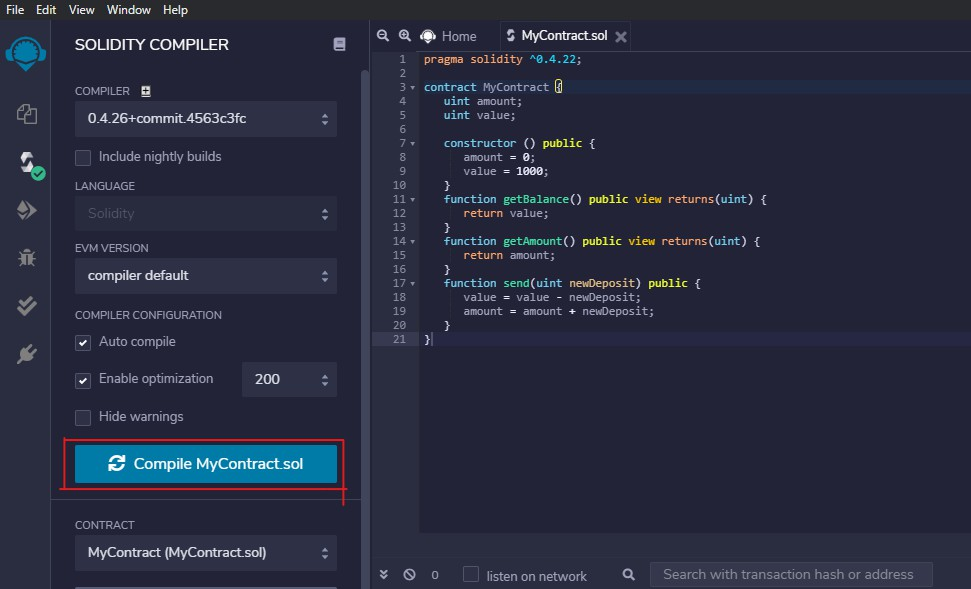 File Edit View Window Help
SOLIDITY COMPILER
COMPILER
0.4.26+commit.4563c3fc
Include nightly builds
LANGUAGE
Solidity
EVM VERSION
compiler default
COMPILER CONFIGURATION
Auto compile
Enable optimization 200
Hide warnings
Compile MyContract.sol
CONTRACT
MyContract (MyContract.sol)
Home MyContract.sol
1 pragma solidity ^0.4.22;
2
3 contract MyContract {
4 uint amount;
5 uint value;
6
7 constructor () public {
8 amount = 0;
9 value = 1000;
10 }
11 function getBalance() public view returns(uint) {
12 return value;
13 }
14 function getAmount() public view returns(uint) {
15 return amount;
16 }
17 function send(uint newDeposit) public {
18 value = value - newDeposit;
19 amount = amount + newDeposit;
20 }
21 }
0 listen on network Search with transaction hash or address